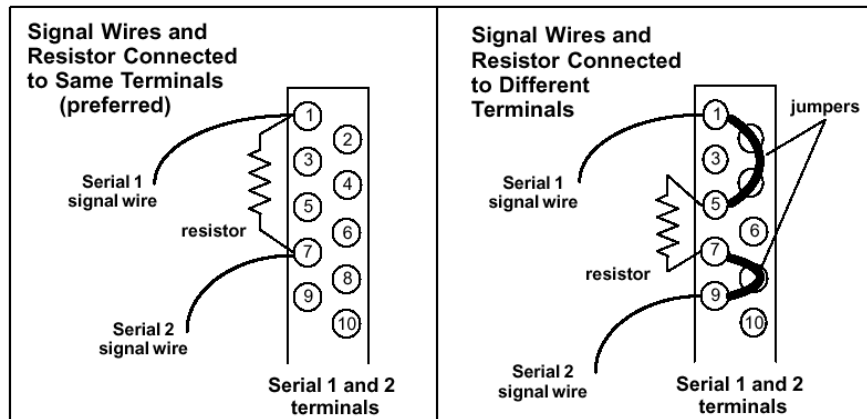 Signal Wires and
Resistor Connected
to Same Terminals
(preferred)
1
2
3
4
5
6
7
8
9
10
Serial 1
signal wire
resistor
Serial 2
signal wire
Serial 1 and 2
terminals
Signal Wires and
Resistor Connected
to Different
Terminals
jumpers
1
3
5
6
7
9
10
Serial 1
signal wire
resistor
Serial 2
signal wire
Serial 1 and 2
terminals